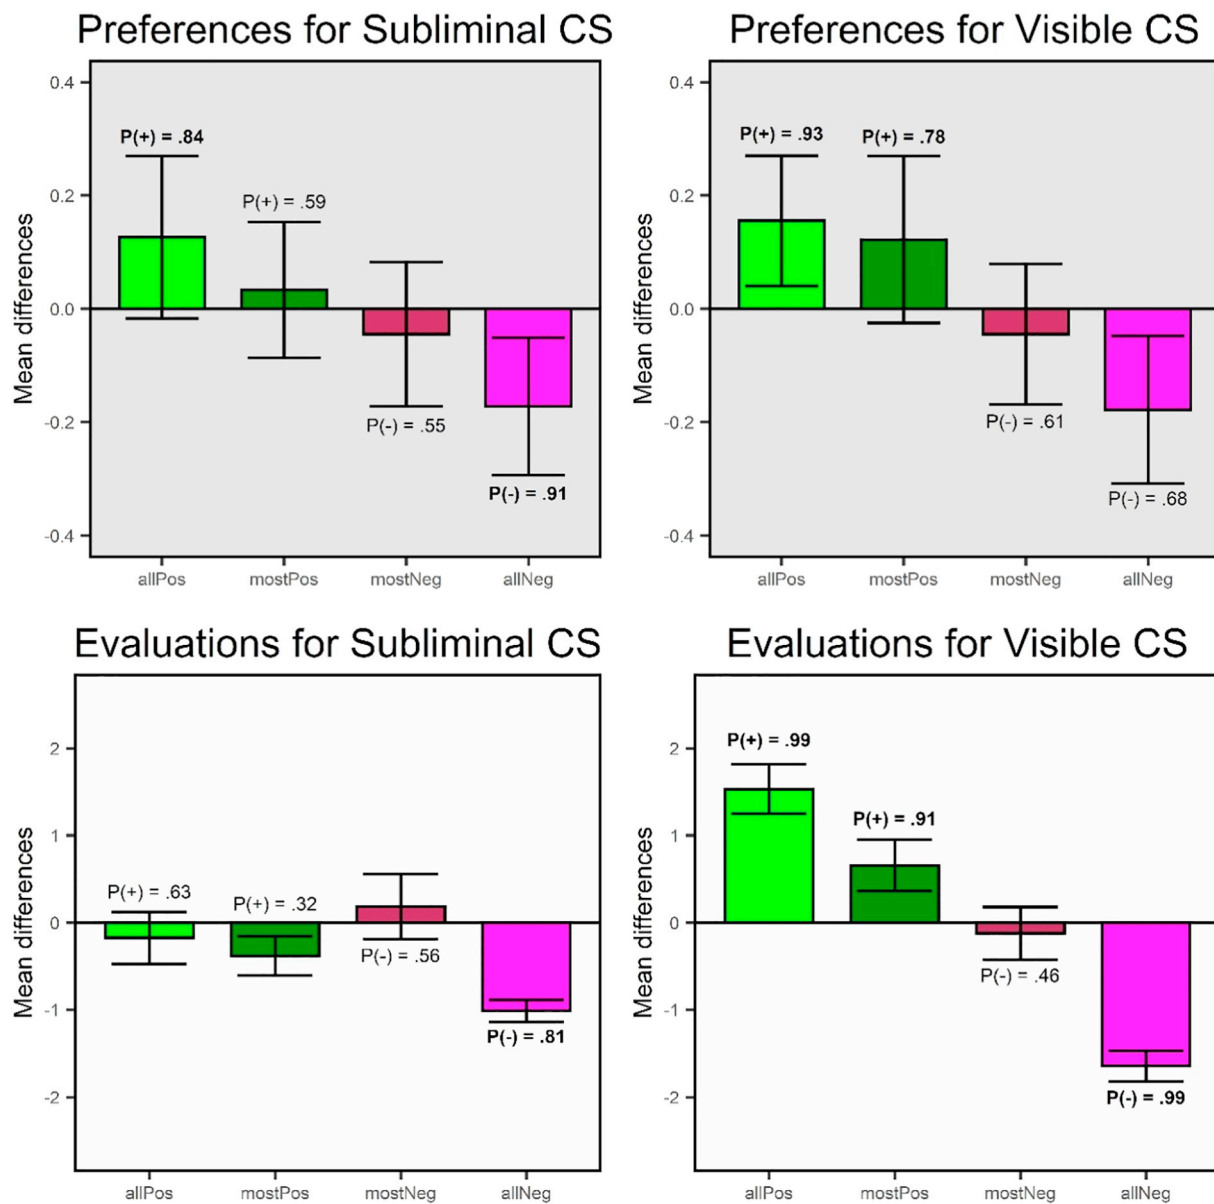 Preferences for Subliminal CS
Mean differences
0.4
0.2
0.0
-0.2
-0.4
P(+) = .84
P(+) = .59
P(-) = .55
P(-) = .91
allPos mostPos mostNeg allNeg
Preferences for Visible CS
Mean differences
0.4
0.2
0.0
-0.2
-0.4
P(+) = .93
P(+) = .78
P(-) = .61
P(-) = .68
allPos mostPos mostNeg allNeg
Evaluations for Subliminal CS
Mean differences
2
1
0
-1
-2
P(+) = .63
P(+) = .32
P(-) = .56
P(-) = .81
allPos mostPos mostNeg allNeg
Evaluations for Visible CS
Mean differences
2
1
0
-1
-2
P(+) = .99
P(+) = .91
P(-) = .46
P(-) = .99
allPos mostPos mostNeg allNeg